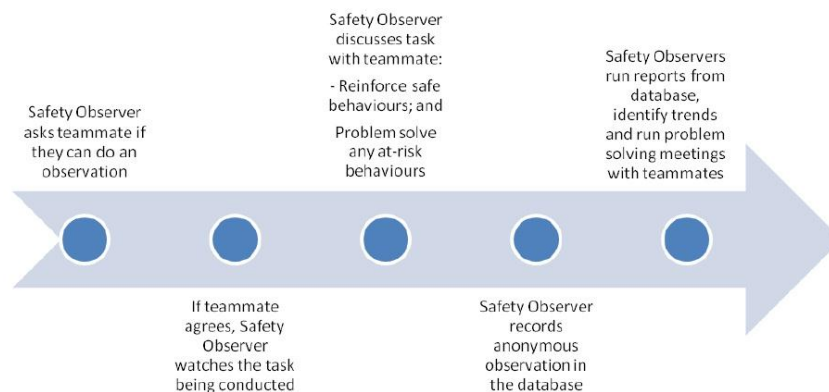 Safety Observer
asks teammate if
they can do an
observation
If teammate
agrees, Safety
Observer
watches the task
being conducted
Safety Observer
discusses task
with teammate:
- Reinforce safe
behaviours; and
Problem solve
any at-risk
behaviours
Safety Observer
records
anonymous
observation in
the database
Safety Observers
run reports from
database,
identify trends
and run problem
solving meetings
with teammates